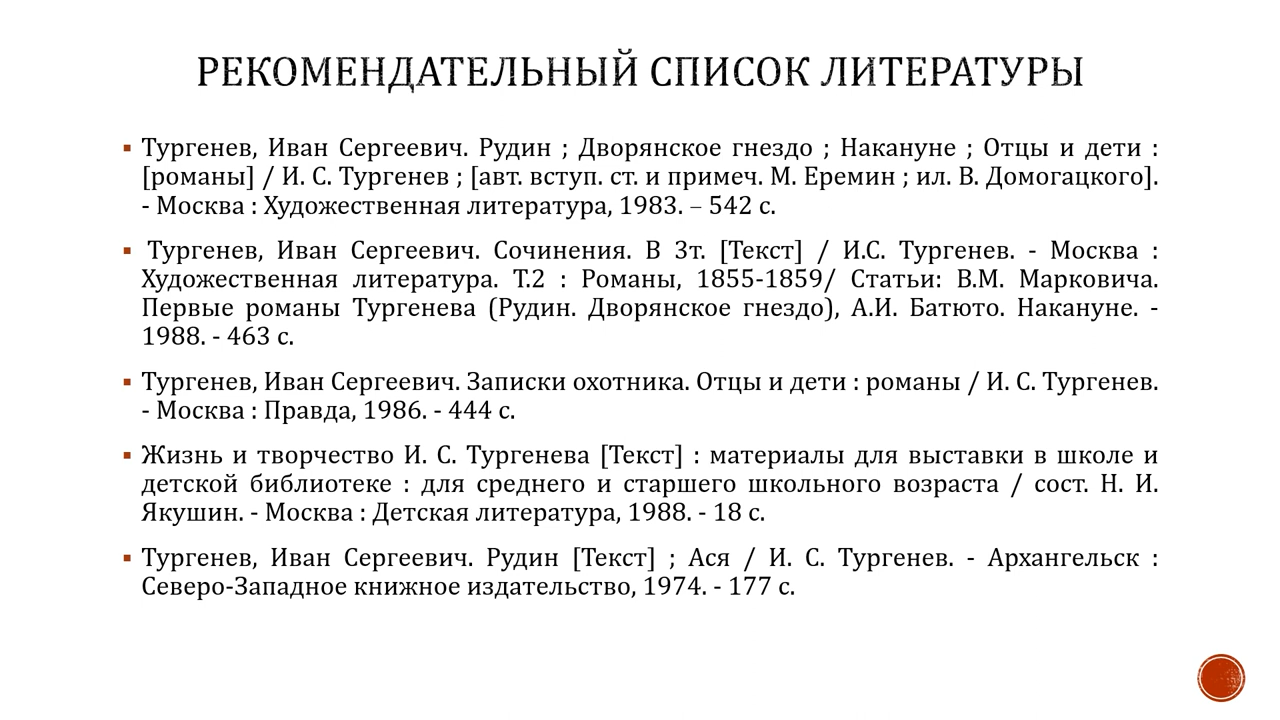 РЕКОМЕНДАТЕЛЬНЫЙ СПИСОК ЛИТЕРАТУРЫ
▪ Тургенев, Иван Сергеевич. Рудин ; Дворянское гнездо ; Накануне ; Отцы и дети :
[романы] / И. С. Тургенев ; [авт. вступ. ст. и примеч. М. Еремин ; ил. В. Домогацкого].
- Москва : Художественная литература, 1983. – 542 с.
▪ Тургенев, Иван Сергеевич. Сочинения. В 3т. [Текст] / И.С. Тургенев. - Москва :
Художественная литература. Т.2 : Романы, 1855-1859/ Статьи: В.М. Марковича.
Первые романы Тургенева (Рудин. Дворянское гнездо), А.И. Батюто. Накануне. -
1988. - 463 с.
▪ Тургенев, Иван Сергеевич. Записки охотника. Отцы и дети : романы / И. С. Тургенев.
- Москва : Правда, 1986. - 444 с.
▪ Жизнь и творчество И. С. Тургенева [Текст] : материалы для выставки в школе и
детской библиотеке : для среднего и старшего школьного возраста / сост. Н. И.
Якушин. - Москва : Детская литература, 1988. - 18 с.
▪ Тургенев, Иван Сергеевич. Рудин [Текст] ; Ася / И. С. Тургенев. - Архангельск :
Северо-Западное книжное издательство, 1974. - 177 с.